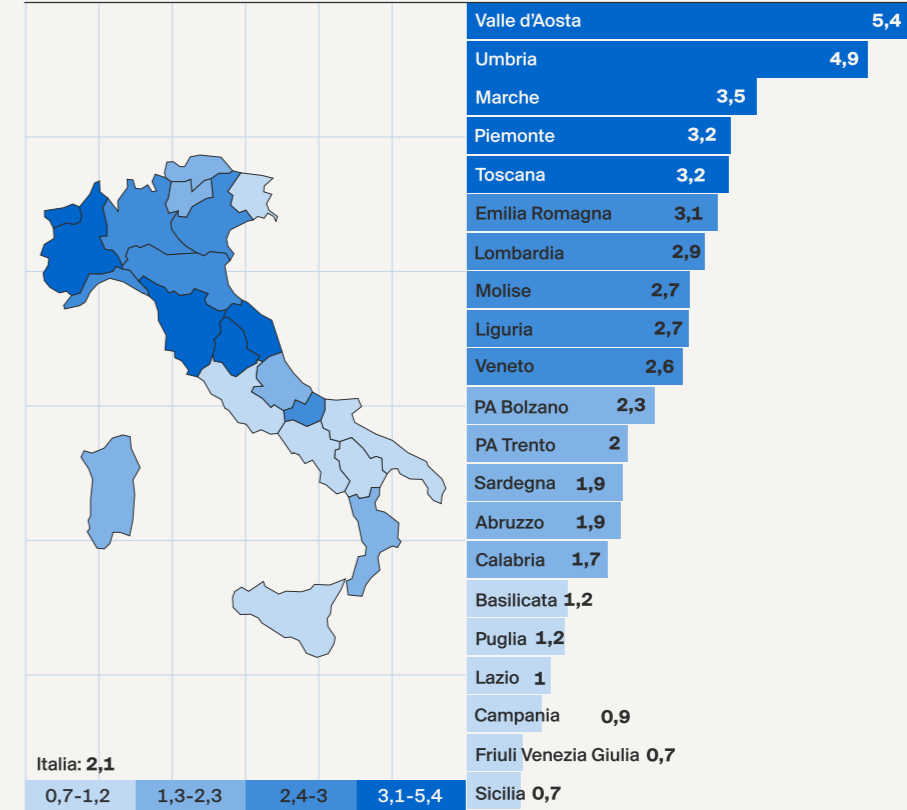 Valle d’Aosta 5,4
Umbria 4,9
Marche 3,5
Piemonte 3,2
Toscana 3,2
Emilia Romagna 3,1
Lombardia 2,9
Molise 2,7
Liguria 2,7
Veneto 2,6
PA Bolzano 2,3
PA Trento 2
Sardegna 1,9
Abruzzo 1,9
Calabria 1,7
Basilicata 1,2
Puglia 1,2
Lazio 1
Campania 0,9
Friuli Venezia Giulia 0,7
Sicilia 0,7
Italia: 2,1
0,7-1,2 1,3-2,3 2,4-3 3,1-5,4